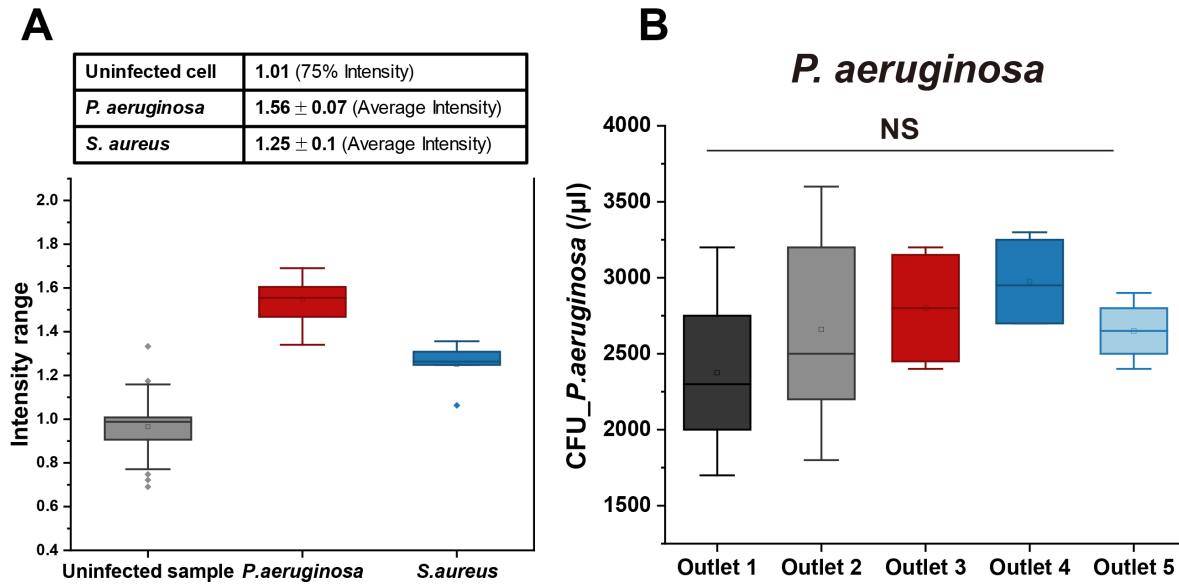 A
Uninfected cell 1.01 (75% Intensity)
P. aeruginosa 1.56 ± 0.07 (Average Intensity)
S. aureus 1.25 ± 0.1 (Average Intensity)
Intensity range
2.0
1.8
1.6
1.4
1.2
1.0
0.8
0.6
0.4
Uninfected sample P.aeruginosa S.aureus
B
P. aeruginosa
NS
CFU_P.aeruginosa (/µl)
4000
3500
3000
2500
2000
1500
Outlet 1 Outlet 2 Outlet 3 Outlet 4 Outlet 5